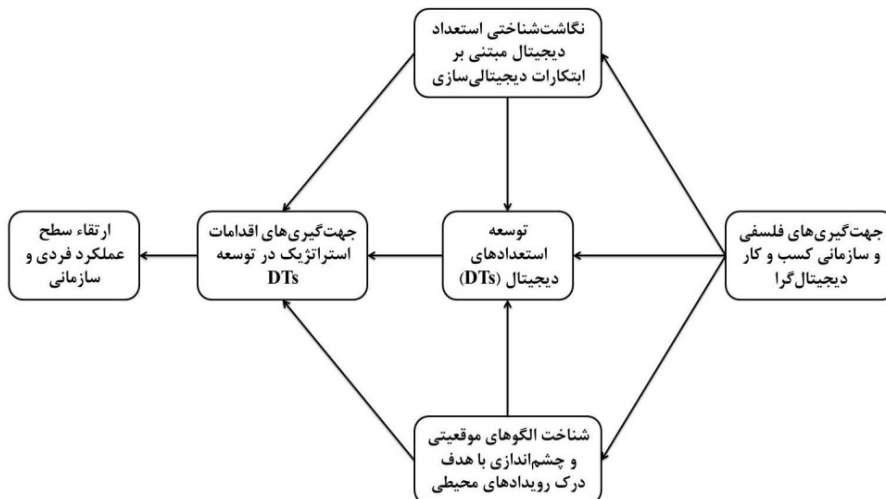 نگاشت‌شناختی استعداد
دیجیتال مبتنی بر
ابتکارات دیجیتالی‌سازی
جهت‌گیری‌های فلسفی
و سازمانی کسب و کار
دیجیتال‌گرا
توسعه
استعدادهای
دیجیتال (DTs)
جهت‌گیری‌های اقدامات
استراتژیک در توسعه
DTs
ارتقاء سطح
عملکرد فردی و
سازمانی
شناخت الگوهای موقعیتی
و چشم‌اندازی با هدف
درک رویدادهای محیطی